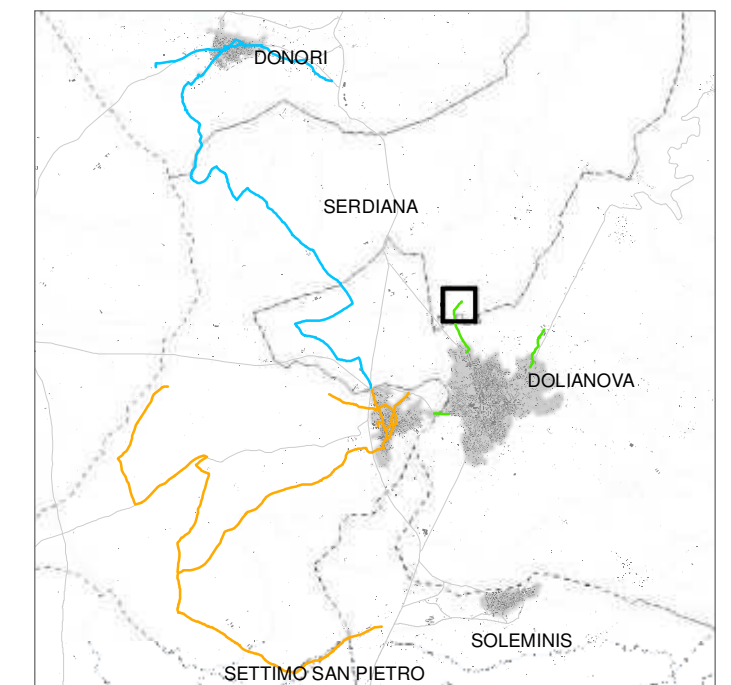 DONORI
SERDIANA
DOLIANOVA
SOLEMINIS
SETTIMO SAN PIETRO